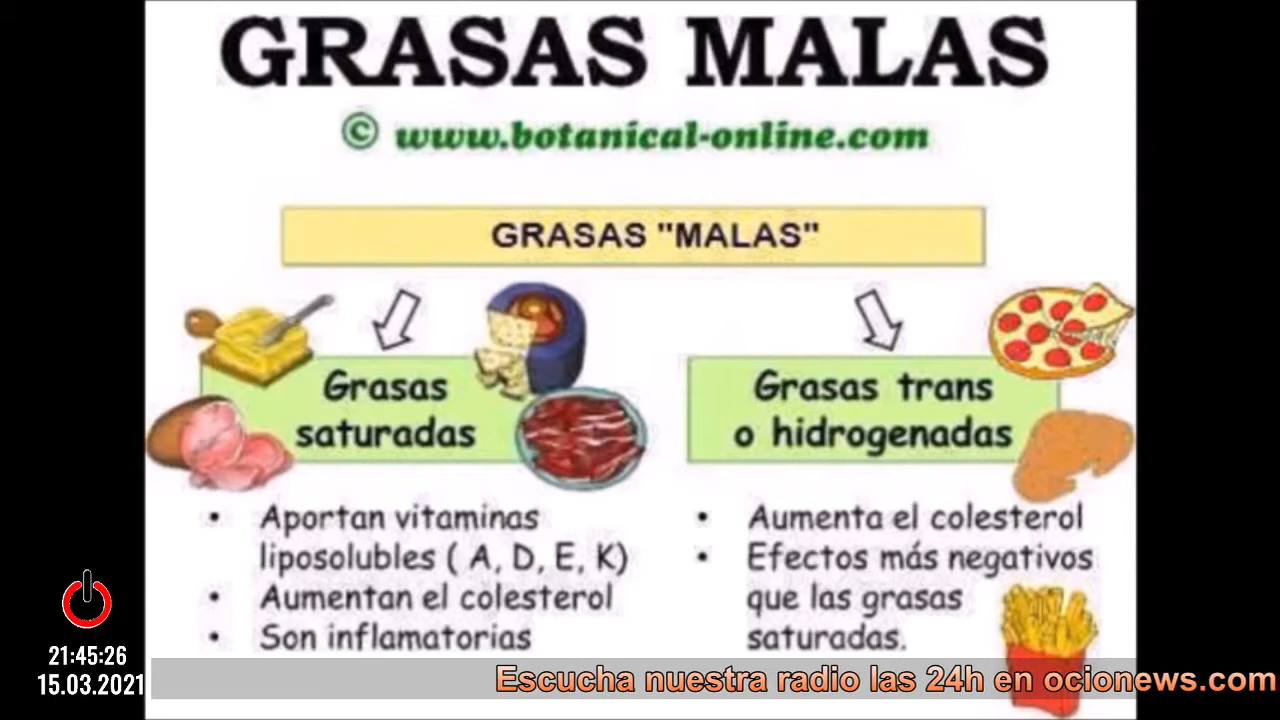 GRASAS MALAS
© www.botanical-online.com
GRASAS "MALAS"
Grasas
saturadas
• Aportan vitaminas
liposolubles ( A, D, E, K)
• Aumentan el colesterol
• Son inflamatorias
Grasas trans
o hidrogenadas
• Aumenta el colesterol
• Efectos más negativos
que las grasas
saturadas.
21:45:26
15.03.2021
Escucha nuestra radio las 24h en ocionews.com